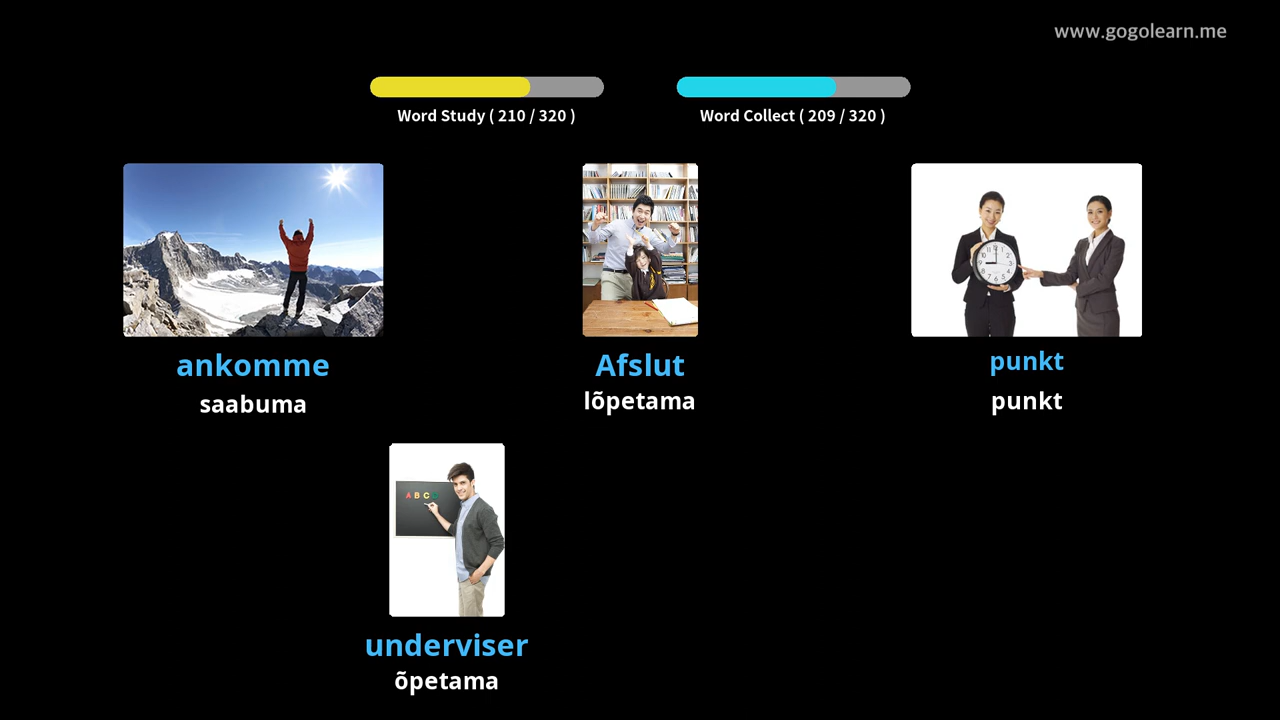 www.gogolearn.me
Word Study ( 210 / 320 )
Word Collect ( 209 / 320 )
ankomme
saabuma
Afslut
lõpetama
punkt
punkt
A B C
underviser
õpetama